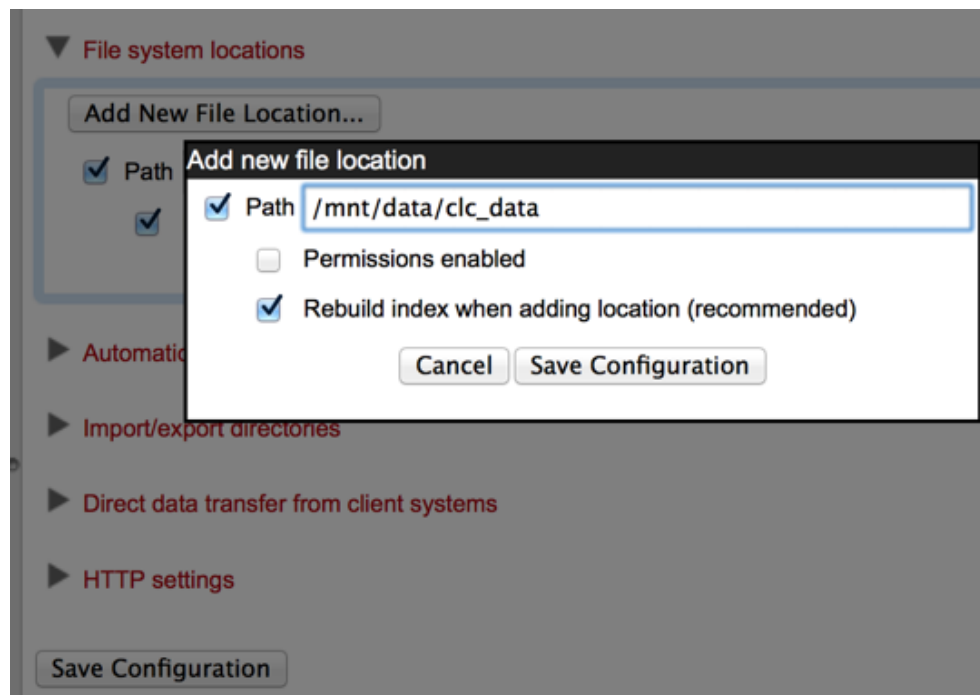 File system locations
Add New File Location...
Path
Add new file location
Path /mnt/data/clc_data
Permissions enabled
Rebuild index when adding location (recommended)
Cancel Save Configuration
Import/export directories
Direct data transfer from client systems
HTTP settings
Save Configuration